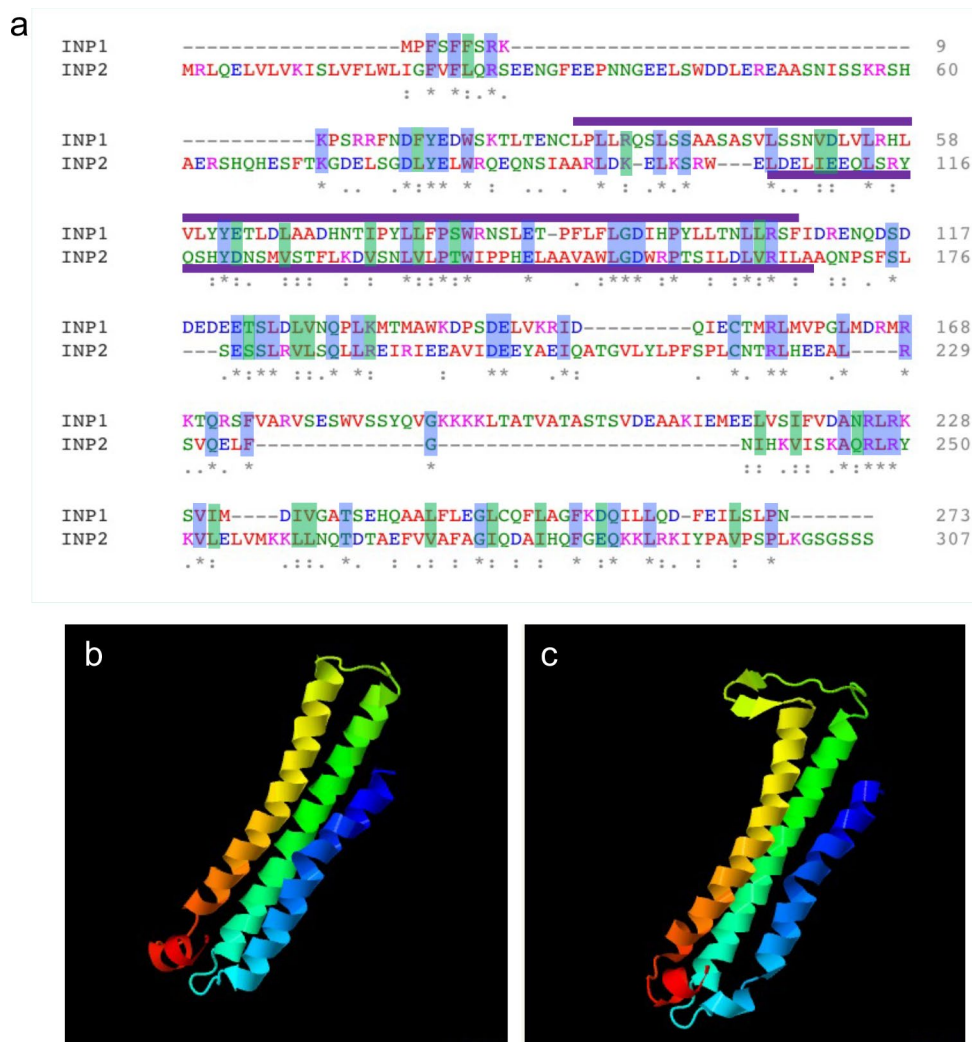 a
INP1 ------------------MPFSFFSRK--------------------------------- 9
INP2 MRLQELVLVKISLVFLWLIGFVFLQRSEENGFEEPNNGEELSWDDLEREAASNISSKRSH 60
: * *:.*.
INP1 -----------KPSRRFNDFYEDWSKTLTENCLPLLRQSLSSAASASVLSSNVDLVLRHL 58
INP2 AERSHQHESFTKGDELSGDLYELWRQEQNSIAARLDK-ELKSRW---ELDELIEEQLSRY 116
* .. .*:** * : . * : .*.* *.. :: * :
INP1 VLYYETLDLAADHNTIPYLLFPSWRNSLET-PFLFLGDIHPYLLTNLLRSFIDRENQDSD 117
INP2 QSHYDNSMVSTFLKDVSNLVLPTWIPPHELAAVAWLGDWRPTSILDLVRILAAQNPSFSL 176
:*:. :: : :. *::*:* * . :*** :* : :*:* : :: *
INP1 DEDEETSLDLVNQPLKMTMAWKDPSDELVKRID---------QIECTMRLMVPGLMDRMR 168
INP2 ---SESSLRVLSQLLREIRIEEAVIDEEYAEIQATGVLYLPFSPLCNTRLHEEAL----R 229
.*:** ::.* *: : ** .*: . *. ** .* *
INP1 KTQRSFVARVSESWVSSYQVGKKKKLTATVATASTSVDEAAKIEMEELVSIFVDANRLRK 228
INP2 SVQELF--------------G-------------------------NIHKVISKAQRLRY 250
..*. * * :: .:: .*:***
INP1 SVIM----DIVGATSEHQAALFLEGLCQFLAGFKDQILLQD-FEILSLPN------- 273
INP2 KVLELVMKKLLNQTDTAEFVVAFAGIQDAIHQFGEQKKLRKIYPAVPSPLKGSGSSS 307
.*: .::. *. : .: : *: : : * :* *:. : : *
b
c